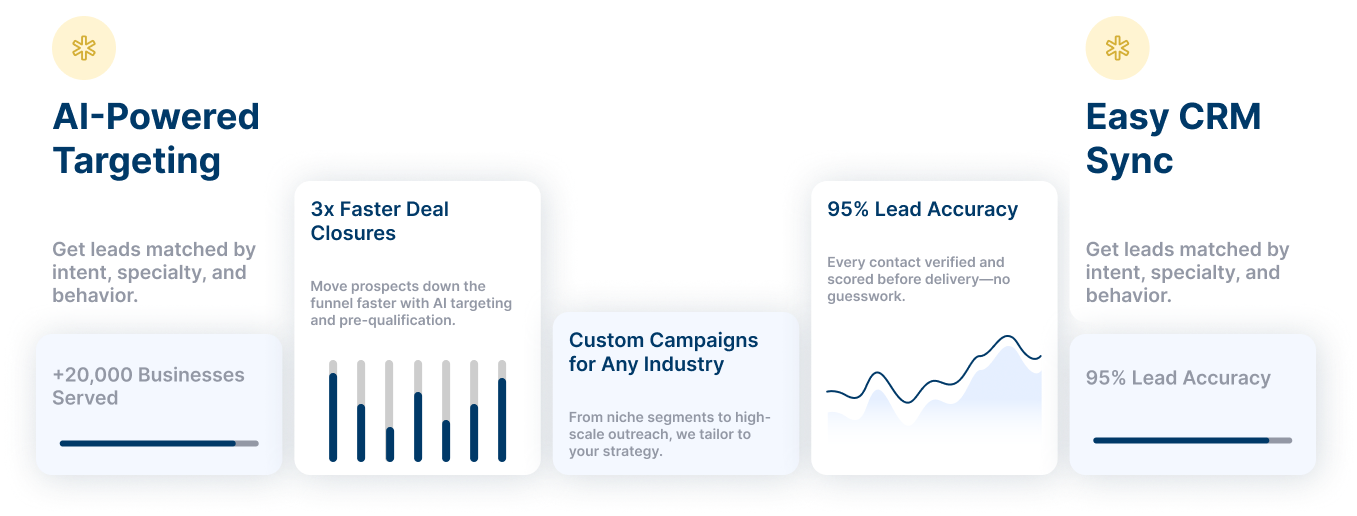 AI-Powered
Targeting
Get leads matched by
intent, specialty, and
behavior.
+20,000 Businesses
Served
3x Faster Deal
Closures
Move prospects down the
funnel faster with AI targeting
and pre-qualification.
Custom Campaigns
for Any Industry
From niche segments to high-
scale outreach, we tailor to
your strategy.
95% Lead Accuracy
Every contact verified and
scored before delivery—no
guesswork.
Easy CRM
Sync
Get leads matched by
intent, specialty, and
behavior.
95% Lead Accuracy